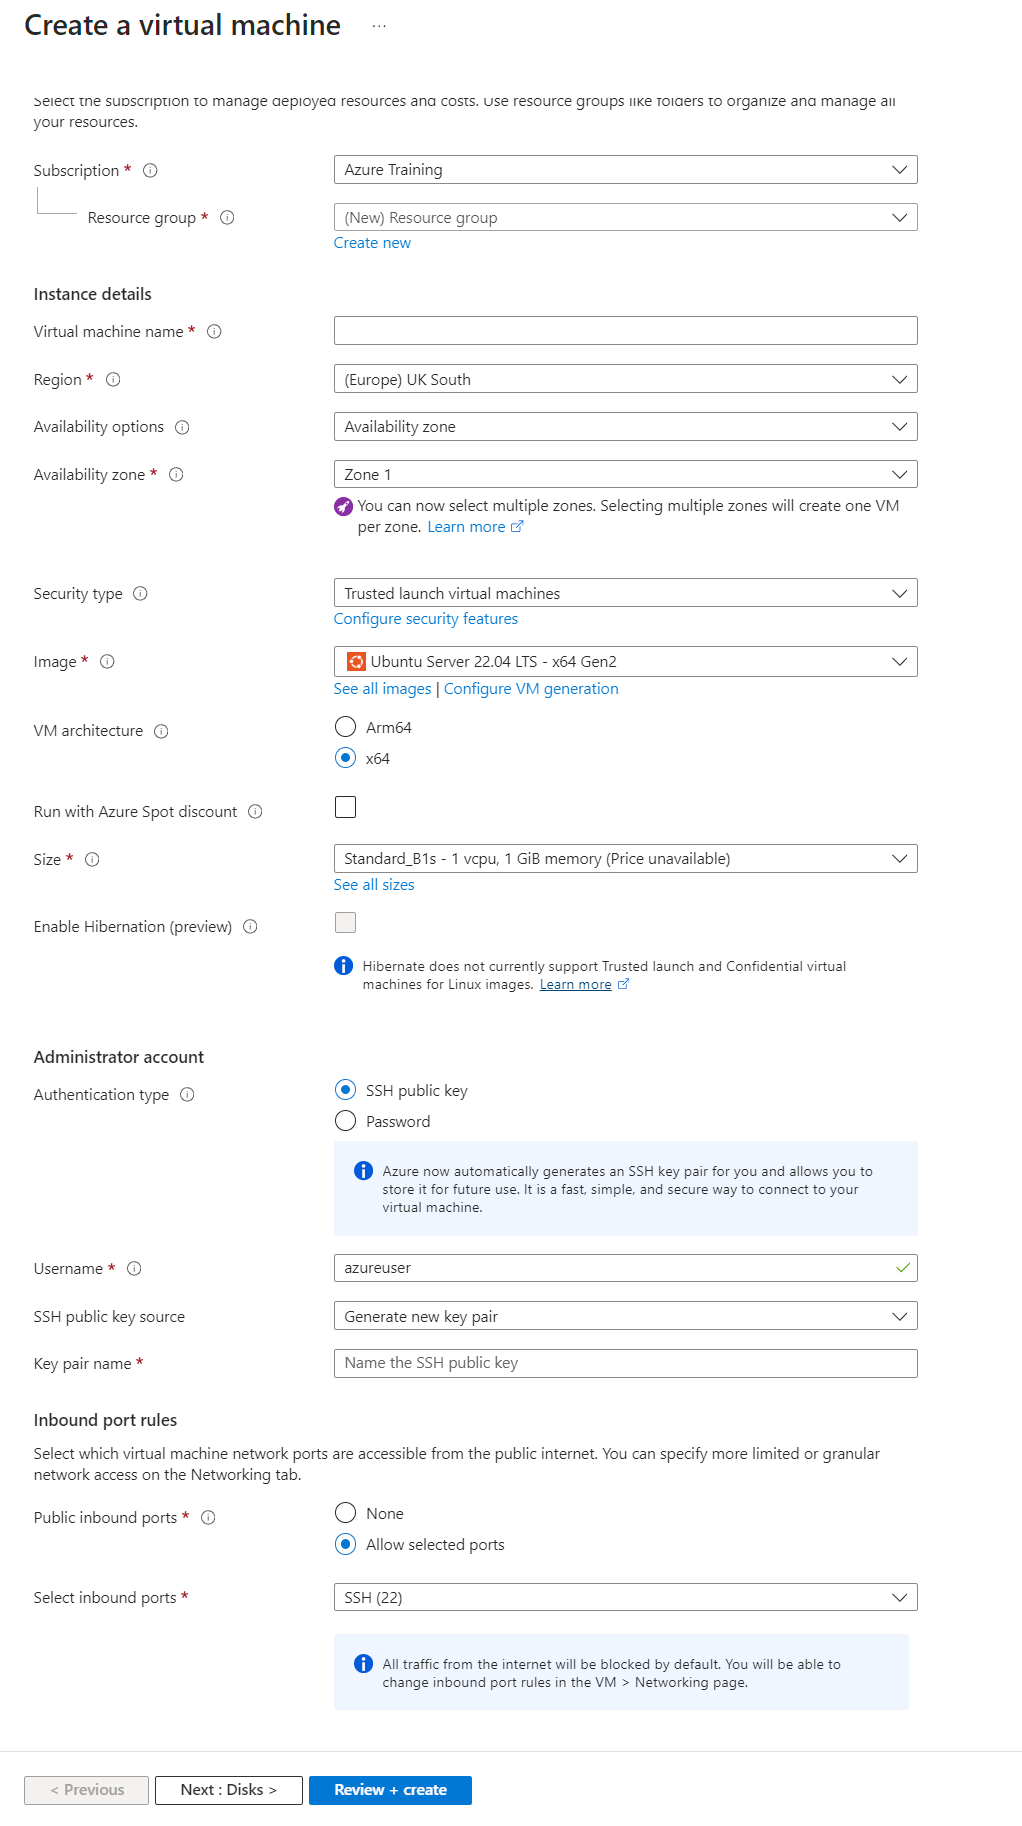 Create a virtual machine ...
Select the subscription to manage deployed resources and costs. Use resource groups like folders to organize and manage all
your resources.
Subscription *
Azure Training
Resource group *
(New) Resource group
Create new
Instance details
Virtual machine name *
Region *
(Europe) UK South
Availability options
Availability zone
Availability zone *
Zone 1
You can now select multiple zones. Selecting multiple zones will create one VM
per zone. Learn more
Security type
Trusted launch virtual machines
Configure security features
Image *
Ubuntu Server 22.04 LTS - x64 Gen2
See all images | Configure VM generation
VM architecture
Arm64
x64
Run with Azure Spot discount
Size *
Standard_B1s - 1 vcpu, 1 GiB memory (Price unavailable)
See all sizes
Enable Hibernation (preview)
Hibernate does not currently support Trusted launch and Confidential virtual
machines for Linux images. Learn more
Administrator account
Authentication type
SSH public key
Password
Azure now automatically generates an SSH key pair for you and allows you to
store it for future use. It is a fast, simple, and secure way to connect to your
virtual machine.
Username *
azureuser
SSH public key source
Generate new key pair
Key pair name *
Name the SSH public key
Inbound port rules
Select which virtual machine network ports are accessible from the public internet. You can specify more limited or granular
network access on the Networking tab.
Public inbound ports *
None
Allow selected ports
Select inbound ports *
SSH (22)
All traffic from the internet will be blocked by default. You will be able to
change inbound port rules in the VM > Networking page.
< Previous
Next : Disks >
Review + create